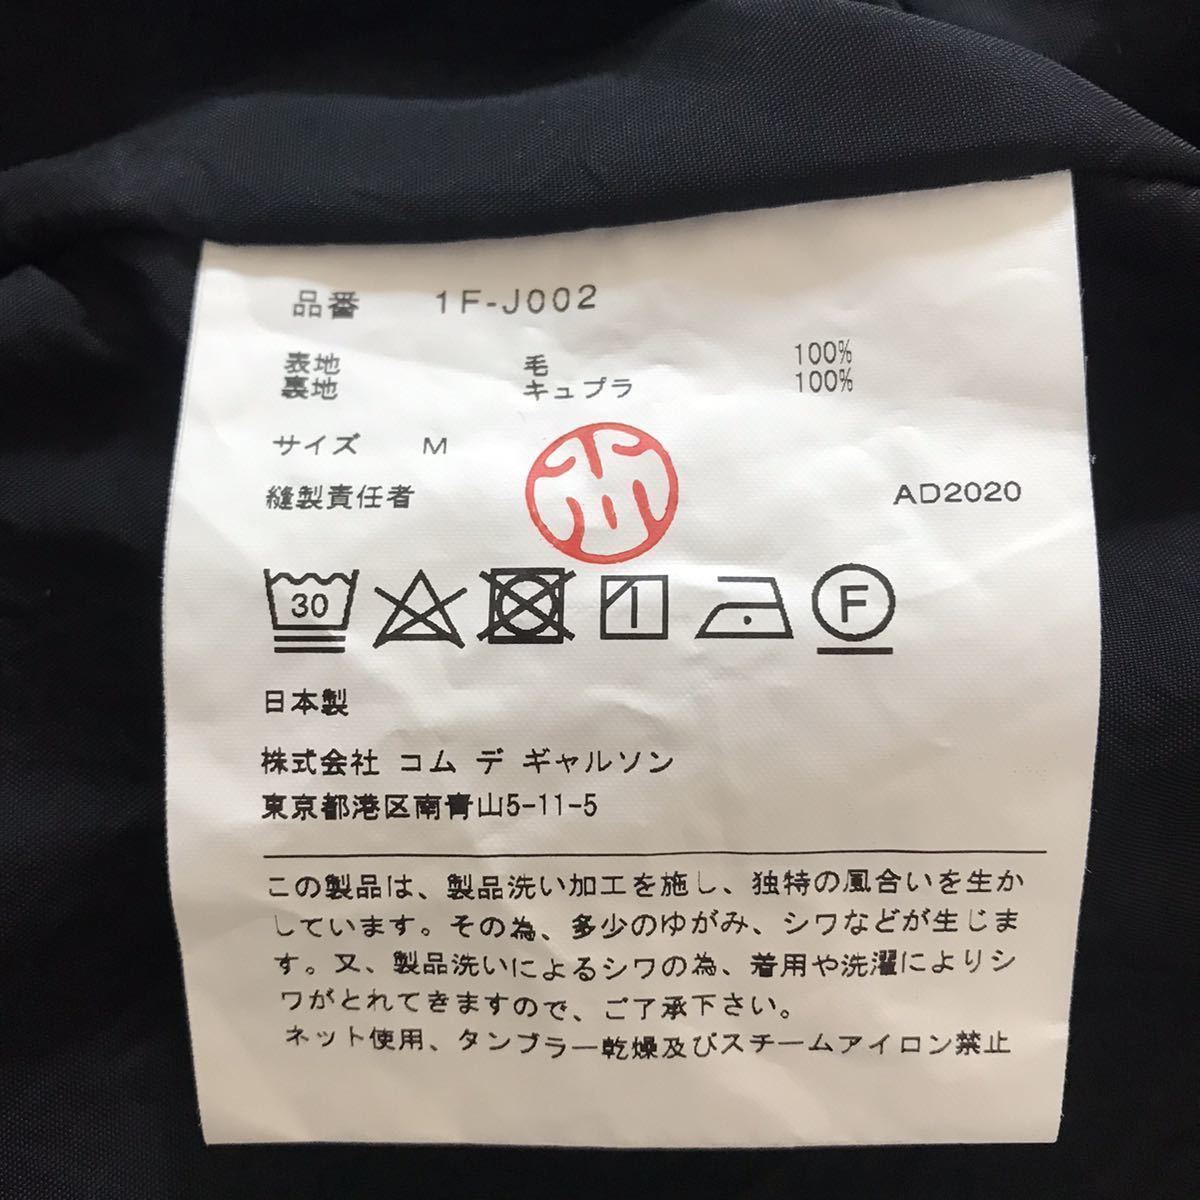 品番 1F-J002
表地 毛 100%
裏地 キュプラ 100%
サイズ M
縫製責任者 AD2020
30
F
日本製
株式会社 コム デ ギャルソン
東京都港区南青山5-11-5
この製品は、製品洗い加工を施し、独特の風合いを生か
しています。その為、多少のゆがみ、シワなどが生じま
す。又、製品洗いによるシワの為、着用や洗濯によりシ
ワがとれてきますので、ご了承下さい。
ネット使用、タンブラー乾燥及びスチームアイロン禁止